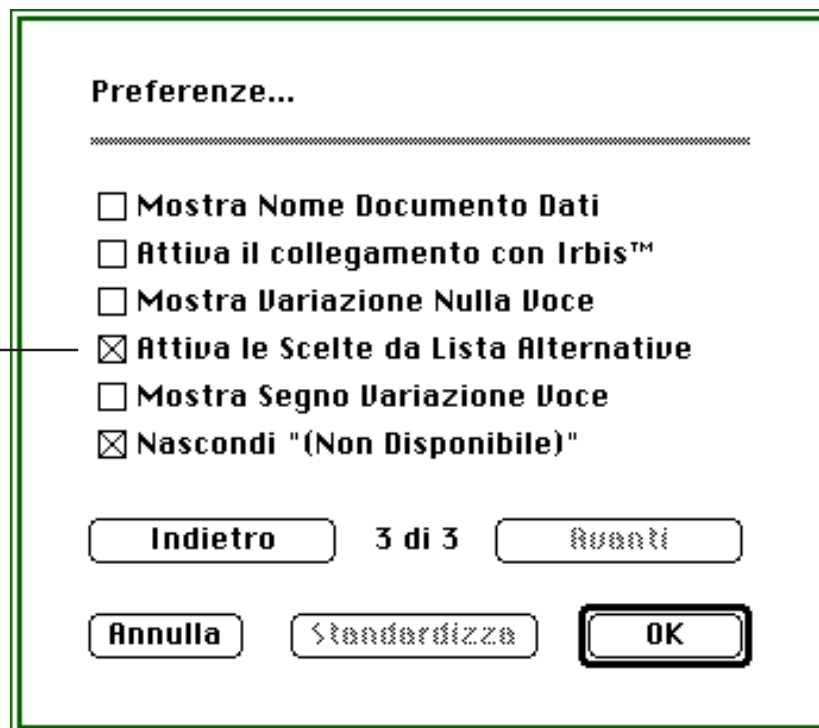 Preferenze...
Mostra Nome Documento Dati
Attiva il collegamento con Irbis™
Mostra Variazione Nulla Voce
Attiva le Scelte da Lista Alternative
Mostra Segno Variazione Voce
Nascondi "(Non Disponibile)"
Indietro 3 di 3 Avanti
Annulla Standardizza OK